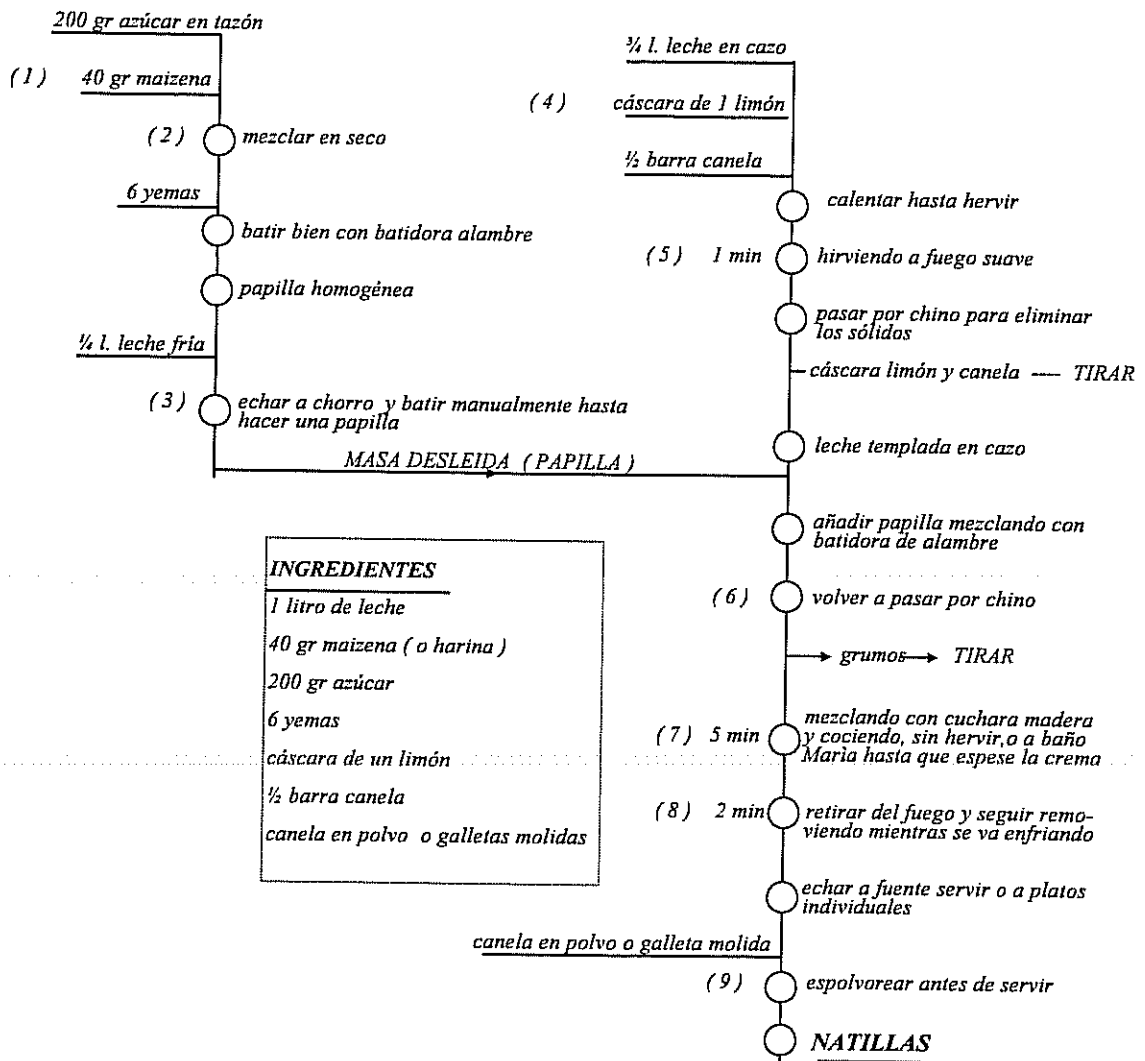 200 gr azúcar en tazón
(1) 40 gr maizena
(2) mezclar en seco
6 yemas
batir bien con batidora alambre
papilla homogénea
¼ l. leche fría
(3) echar a chorro y batir manualmente hasta
hacer una papilla
MASA DESLEIDA (PAPILLA)
¾ l. leche en cazo
(4) cáscara de 1 limón
½ barra canela
calentar hasta hervir
(5) 1 min hirviendo a fuego suave
pasar por chino para eliminar
los sólidos
cáscara limón y canela — TIRAR
leche templada en cazo
añadir papilla mezclando con
batidora de alambre
(6) volver a pasar por chino
grumos → TIRAR
(7) 5 min mezclando con cuchara madera
y cociendo, sin hervir, o a baño
Marìa hasta que espese la crema
(8) 2 min retirar del fuego y seguir remo-
viendo mientras se va enfriando
echar a fuente servir o a platos
individuales
canela en polvo o galleta molida
(9) espolvorear antes de servir
NATILLAS
INGREDIENTES
1 litro de leche
40 gr maizena (o harina)
200 gr azúcar
6 yemas
cáscara de un limón
½ barra canela
canela en polvo o galletas molidas